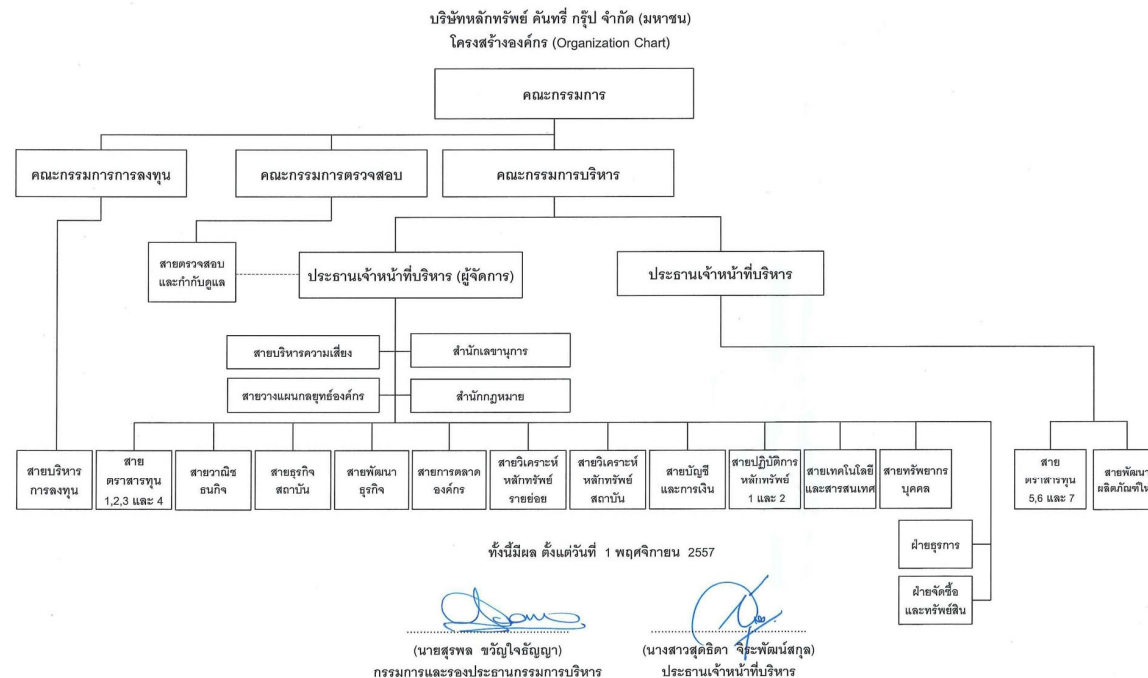 บริษัทหลักทรัพย์ คันทรี่ กรุ๊ป จำกัด (มหาชน)
โครงสร้างองค์กร (Organization Chart)
คณะกรรมการ
คณะกรรมการการลงทุน
คณะกรรมการตรวจสอบ
คณะกรรมการบริหาร
สายตรวจสอบ
และกำกับดูแล
ประธานเจ้าหน้าที่บริหาร (ผู้จัดการ)
ประธานเจ้าหน้าที่บริหาร
สายบริหารความเสี่ยง
สำนักเลขานุการ
สายวางแผนกลยุทธ์องค์กร
สำนักกฎหมาย
สายบริหาร
การลงทุน
สาย
ตราสารทุน
1,2,3 และ 4
สายวาณิช
ธนกิจ
สายธุรกิจ
สถาบัน
สายพัฒนา
ธุรกิจ
สายการตลาด
องค์กร
สายวิเคราะห์
หลักทรัพย์
รายย่อย
สายวิเคราะห์
หลักทรัพย์
สถาบัน
สายบัญชี
และการเงิน
สายปฏิบัติการ
หลักทรัพย์
1 และ 2
สายเทคโนโลยี
และสารสนเทศ
สายทรัพยากร
บุคคล
สาย
ตราสารทุน
5,6 และ 7
สายพัฒนา
ผลิตภัณฑ์ให
ฝ่ายธุรการ
ฝ่ายจัดซื้อ
และทรัพย์สิน
ทั้งนี้มีผล ตั้งแต่วันที่ 1 พฤศจิกายน 2557
(นายสุรพล ขวัญใจธัญญา)
กรรมการและรองประธานกรรมการบริหาร
(นางสาวสุดธิดา จิระพัฒน์สกุล)
ประธานเจ้าหน้าที่บริหาร